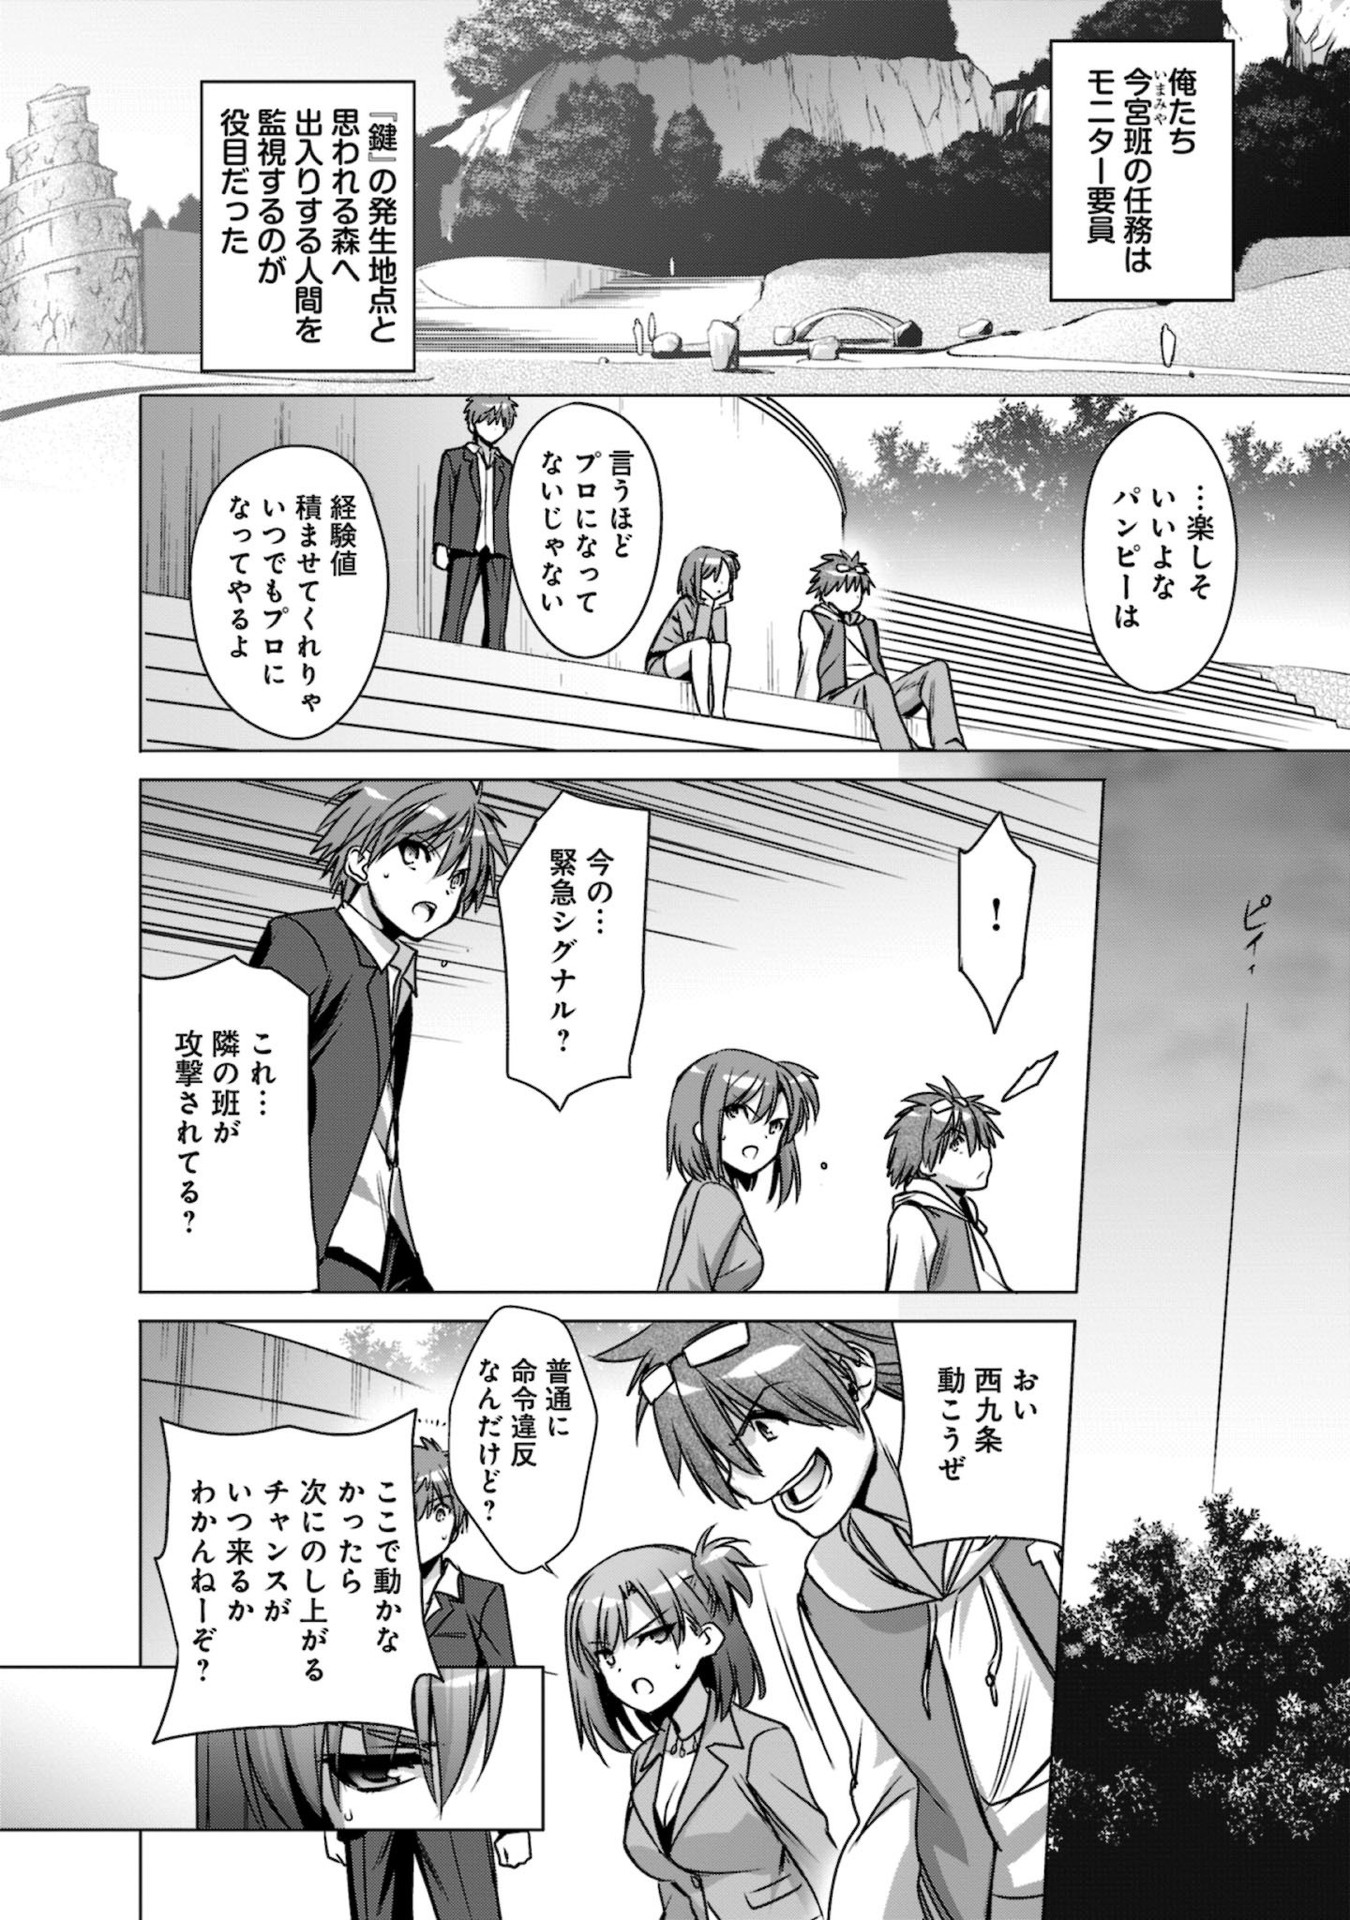 俺たち
今宮班の任務は
いまみや
モニター要員
『鍵』の発生地点と
思われる森へ
出入りする人間を
監視するのが
役目だった
…楽しそ
いいよな
パンピーは
言うほど
プロになって
ないじゃない
経験値
積ませてくれりゃ
いつでもプロに
なってやるよ
ピィィ
！
今の…
緊急シグナル？
これ…
隣の班が
攻撃されてる？
おい
西九条
動こうぜ
普通に
命令違反
なんだけど？
ここで動かな
かったら
次にのし上がる
チャンスが
いつ来るか
わかんねーぞ？